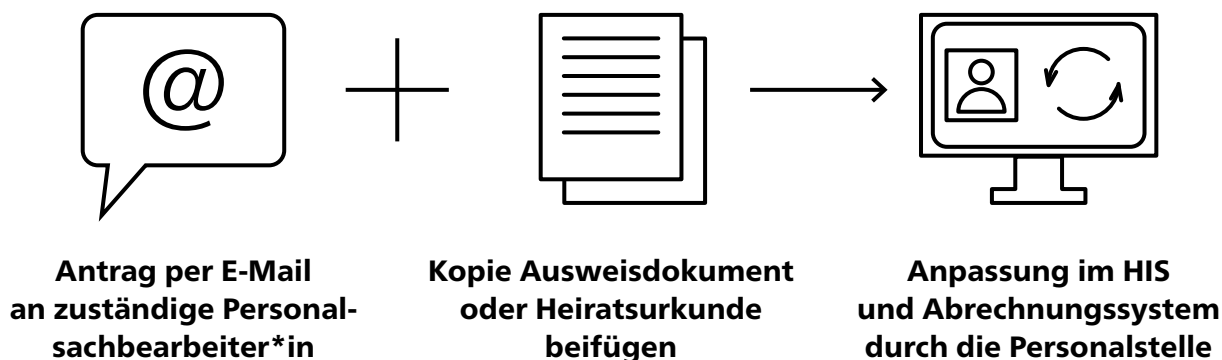 @
Antrag per E-Mail
an zuständige Personal-
sachbearbeiter*in
Kopie Ausweisdokument
oder Heiratsurkunde
beifügen
Anpassung im HIS
und Abrechnungssystem
durch die Personalstelle